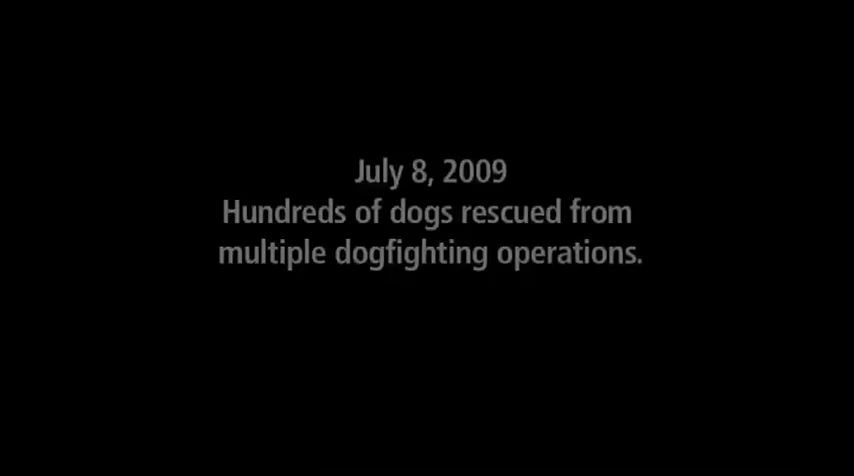 July 8, 2009
Hundreds of dogs rescued from
multiple dogfighting operations.